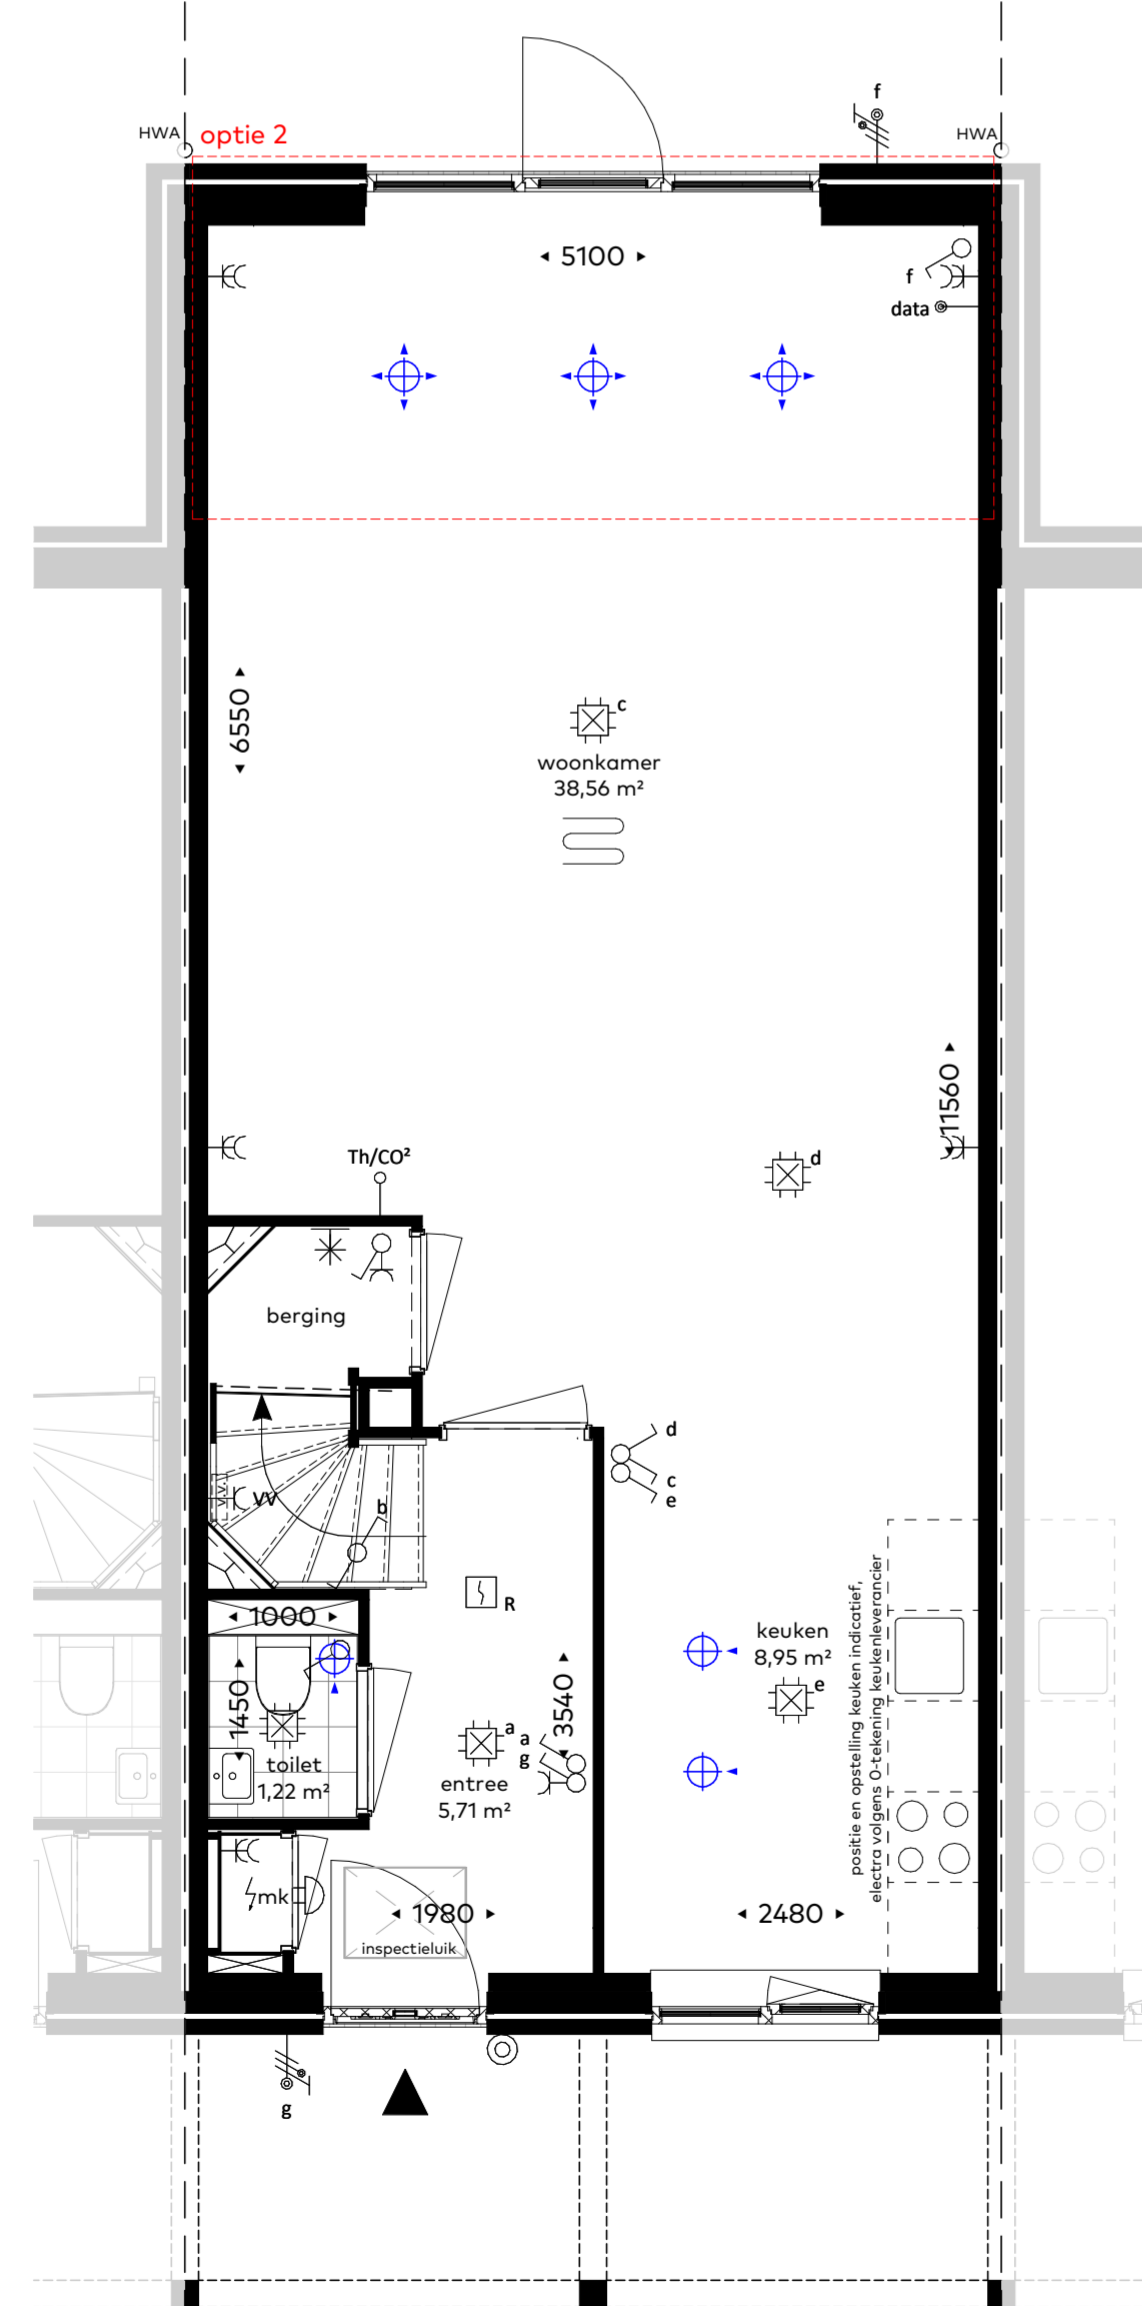 f
HWA
optie 2
HWA
5100
f
data
6550
c
woonkamer
38,56 m²
11560
Th/CO²
d
berging
d
c
e
vv
b
R
1000
keuken
8,95 m²
e
positie en opstelling keuken indicatief,
electra volgens 0-tekening keukenleverancier
1450
3540
a
a
g
toilet
1,22 m²
entree
5,71 m²
mk
1980
2480
inspectieluik
g